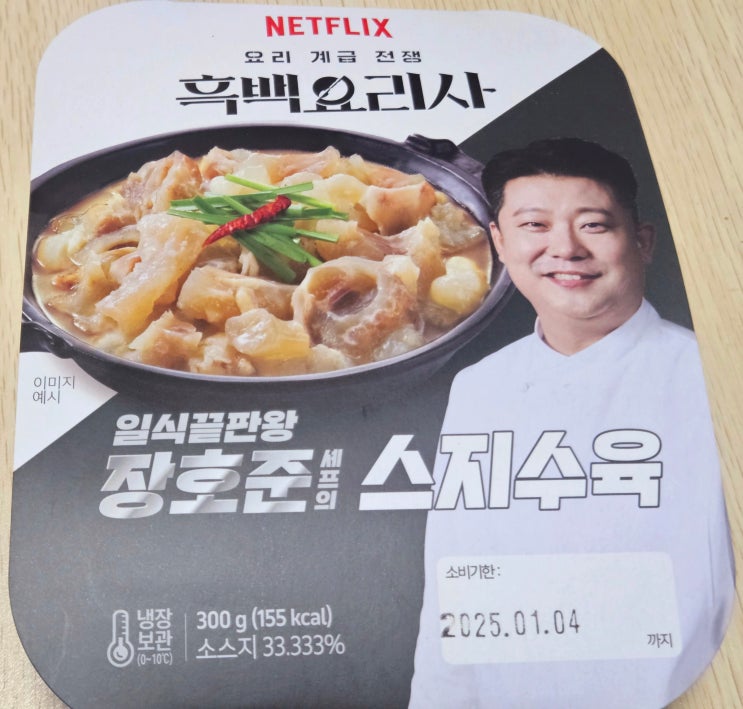 NETFLIX
요리 계급 전쟁
흑백요리사
이미지
예시
일식끝판왕
장호준 셰프의 스지수육
냉장
보관
(0~10℃)
300 g (155 kcal)
소스지 33.333%
소비기한 :
2025.01.04
까지